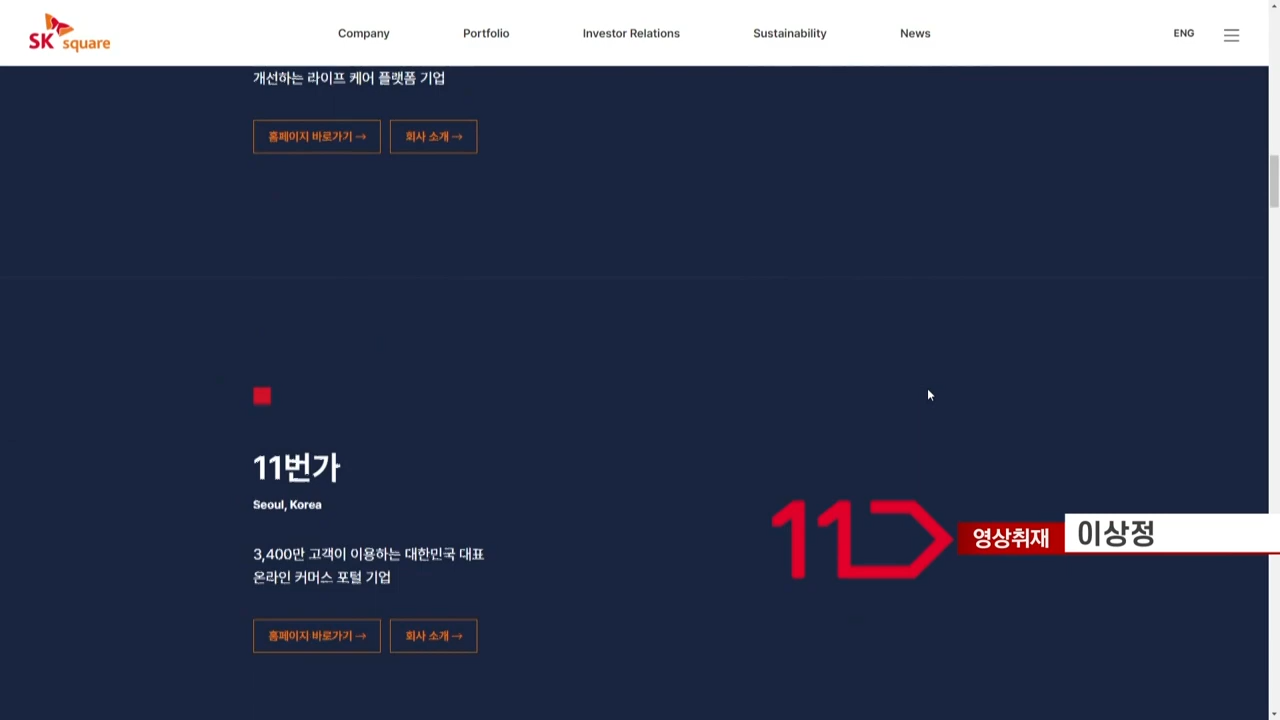 SK square
Company
Portfolio
Investor Relations
Sustainability
News
ENG
개선하는 라이프 케어 플랫폼 기업
홈페이지 바로가기 →
회사 소개 →
11번가
Seoul, Korea
3,400만 고객이 이용하는 대한민국 대표
온라인 커머스 포털 기업
홈페이지 바로가기 →
회사 소개 →
11
영상취재 이상정